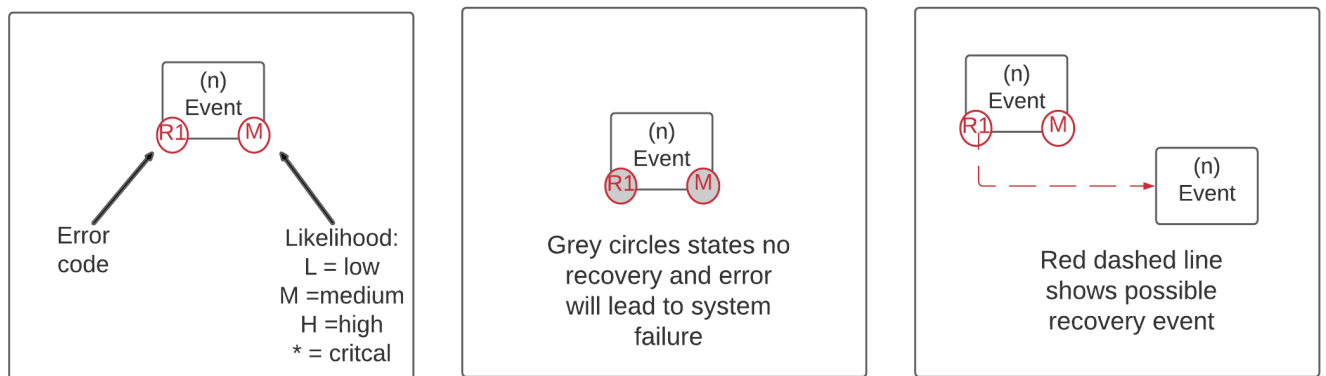 (n)
Event
R1
M
Error
code
Likelihood:
L = low
M =medium
H =high
* = critcal
(n)
Event
R1
M
Grey circles states no
recovery and error
will lead to system
failure
(n)
Event
R1
M
(n)
Event
Red dashed line
shows possible
recovery event